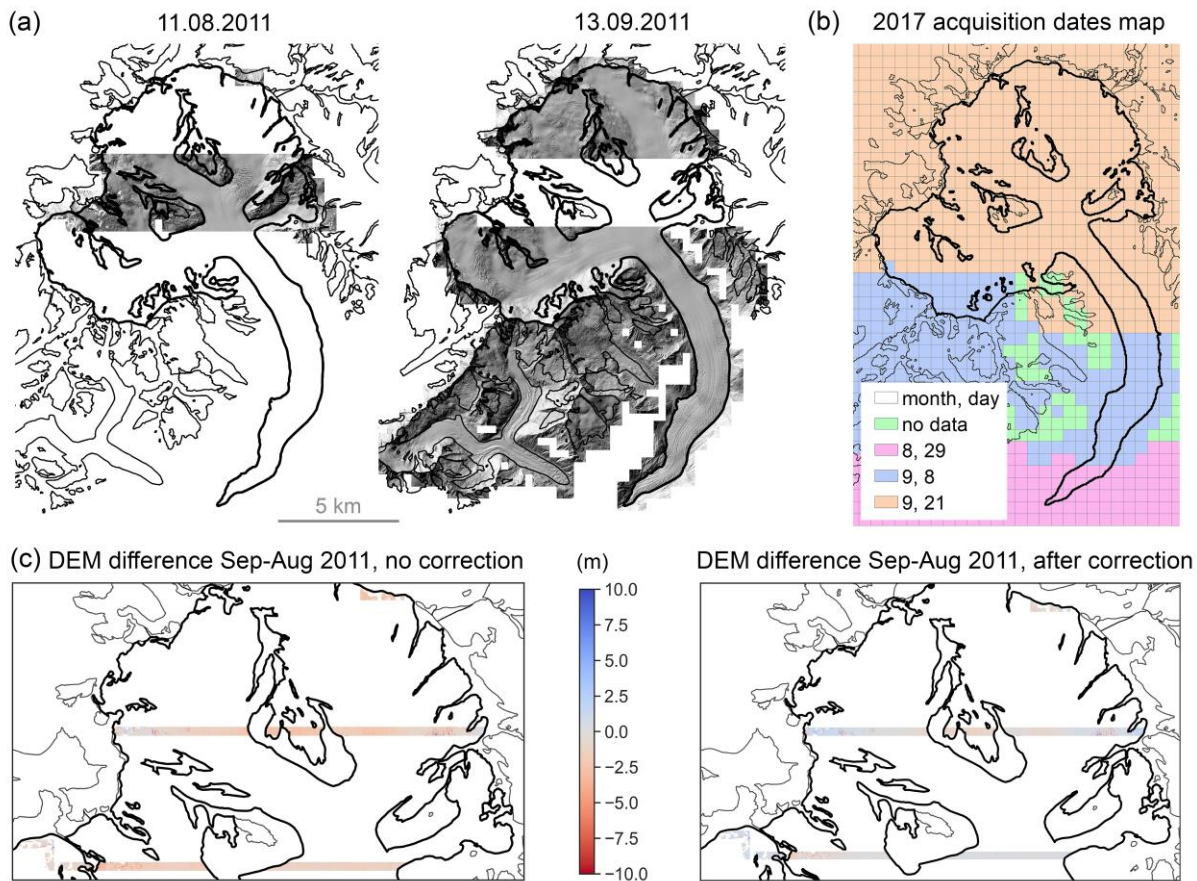 (a)
11.08.2011
13.09.2011
5 km
(b)
2017 acquisition dates map
month, day
no data
8, 29
9, 8
9, 21
(c) DEM difference Sep-Aug 2011, no correction
(m)
10.0
7.5
5.0
2.5
0.0
−2.5
−5.0
−7.5
−10.0
DEM difference Sep-Aug 2011, after correction